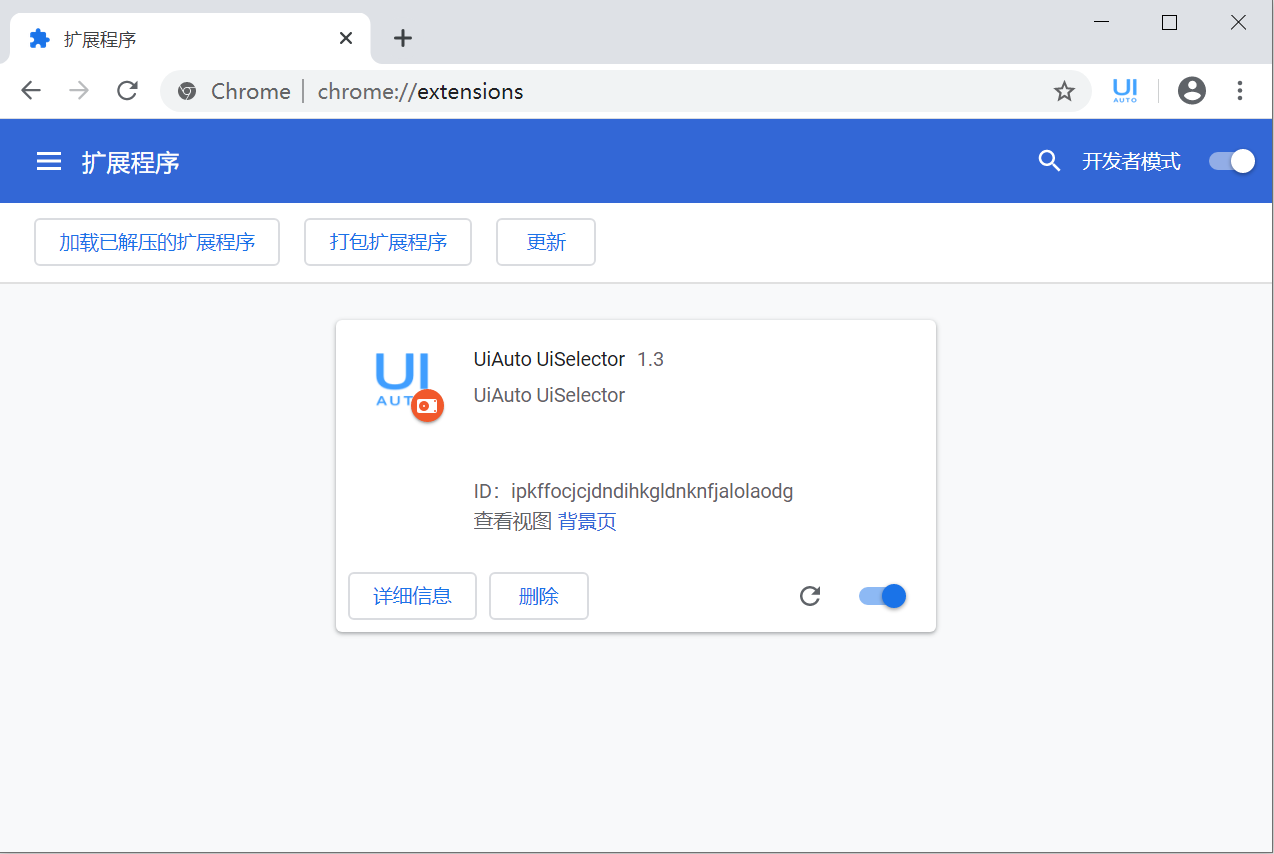 扩展程序
Chrome | chrome://extensions
UI
AUTO
扩展程序
开发者模式
加载已解压的扩展程序
打包扩展程序
更新
UI
AUT
UiAuto UiSelector 1.3
UiAuto UiSelector
ID：ipkffocjcjdndihkgldnknfjalolaodg
查看视图 背景页
详细信息
删除